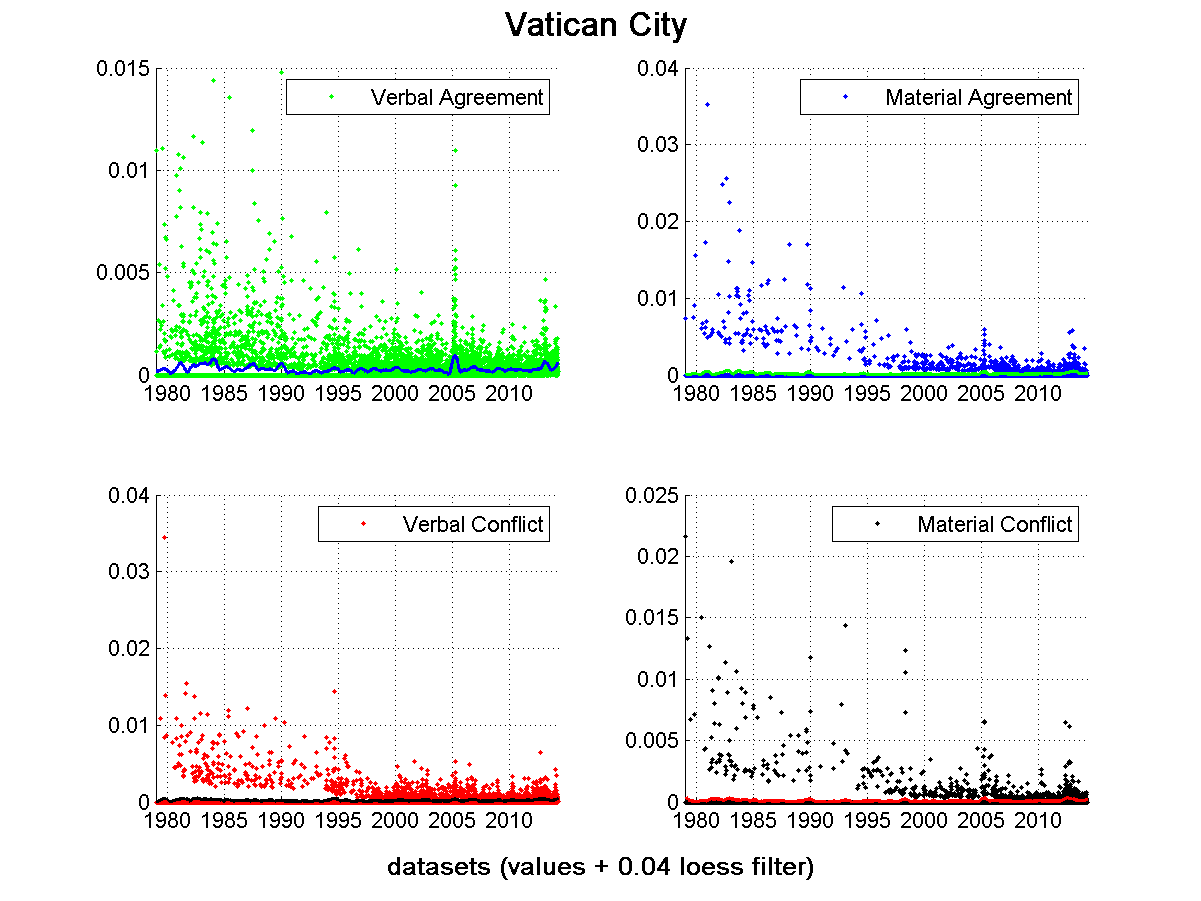 Vatican City
0.015
0.01
0.005
0
1980 1985 1990 1995 2000 2005 2010
Verbal Agreement
0.04
0.03
0.02
0.01
0
1980 1985 1990 1995 2000 2005 2010
Material Agreement
0.04
0.03
0.02
0.01
0
1980 1985 1990 1995 2000 2005 2010
Verbal Conflict
0.025
0.02
0.015
0.01
0.005
0
1980 1985 1990 1995 2000 2005 2010
Material Conflict
datasets (values + 0.04 loess filter)